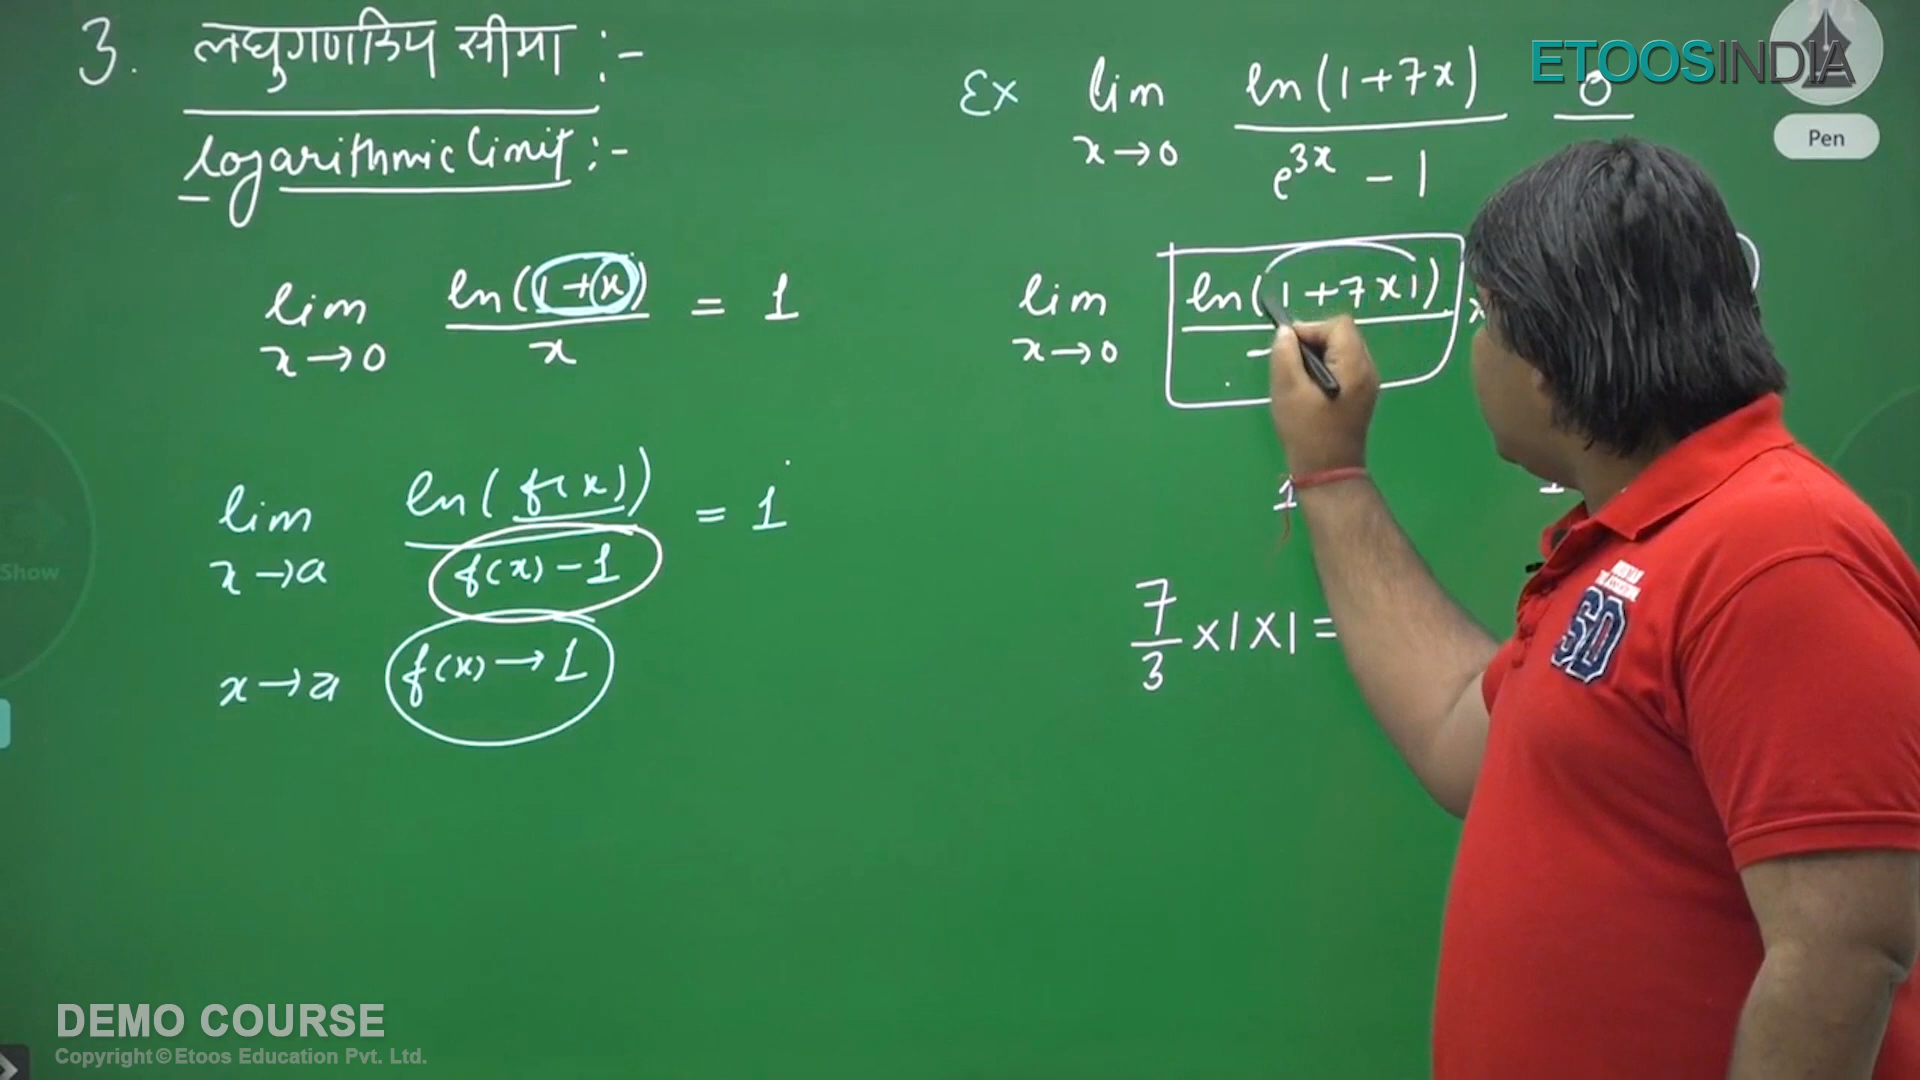 3. लघुगणकिय सीमा :-
logarithmic limit :-
lim x→0 ln(1+x)/x = 1
lim x→a ln(f(x))/f(x)-1 = 1
x→a f(x)→1
Ex lim x→0 ln(1+7x)/e^3x - 1 0
lim x→0 ln(1+7x)
1
7/3 x1x1=
ETOOSINDIA
Pen
Show
DEMO COURSE
Copyright © Etoos Education Pvt. Ltd.